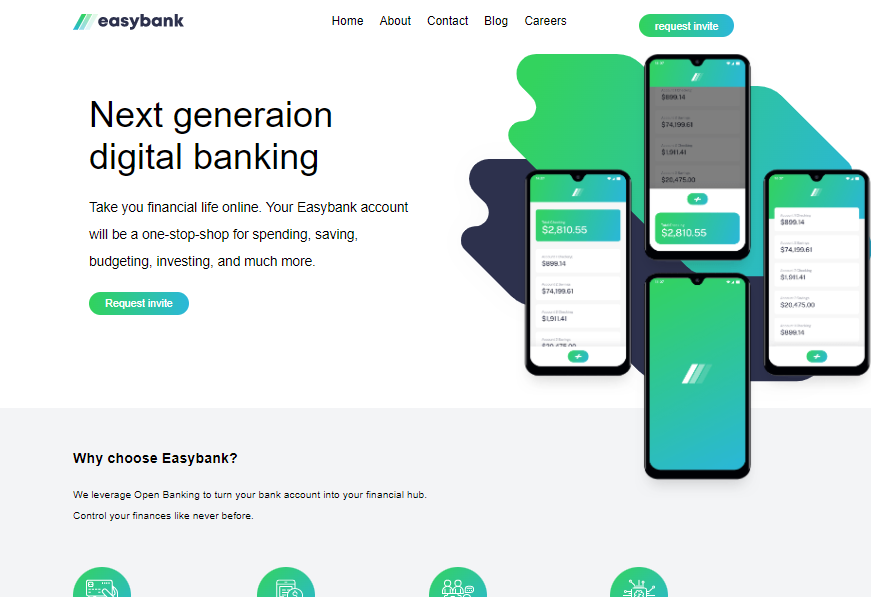 easybank
Home About Contact Blog Careers
request invite
Next generaion
digital banking
Take you financial life online. Your Easybank account
will be a one-stop-shop for spending, saving,
budgeting, investing, and much more.
Request invite
$899.14
$74,199.61
$1,911.41
$20,475.00
$2,810.55
$2,810.55
$899.14
$74,199.61
$1,911.41
$20,475.00
$899.14
$74,199.61
$1,911.41
$20,475.00
$899.14
Why choose Easybank?
We leverage Open Banking to turn your bank account into your financial hub.
Control your finances like never before.